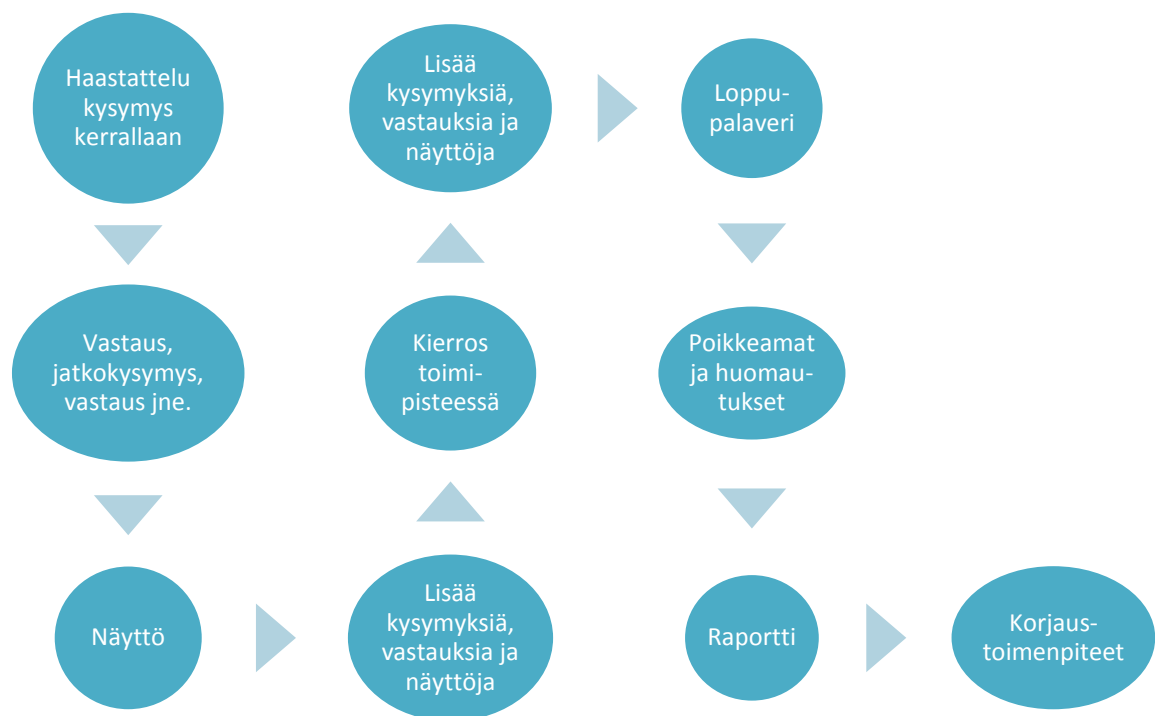 Haastattelu
kysymys
kerrallaan
Vastaus,
jatkokysymys,
vastaus jne.
Näyttö
Lisää
kysymyksiä,
vastauksia ja
näyttöja
Kierros
toimi-
pisteessä
Lisää
kysymyksiä,
vastauksia ja
näyttöja
Loppu-
palaveri
Poikkeamat
ja huomau-
tukset
Raportti
Korjaus-
toimenpiteet